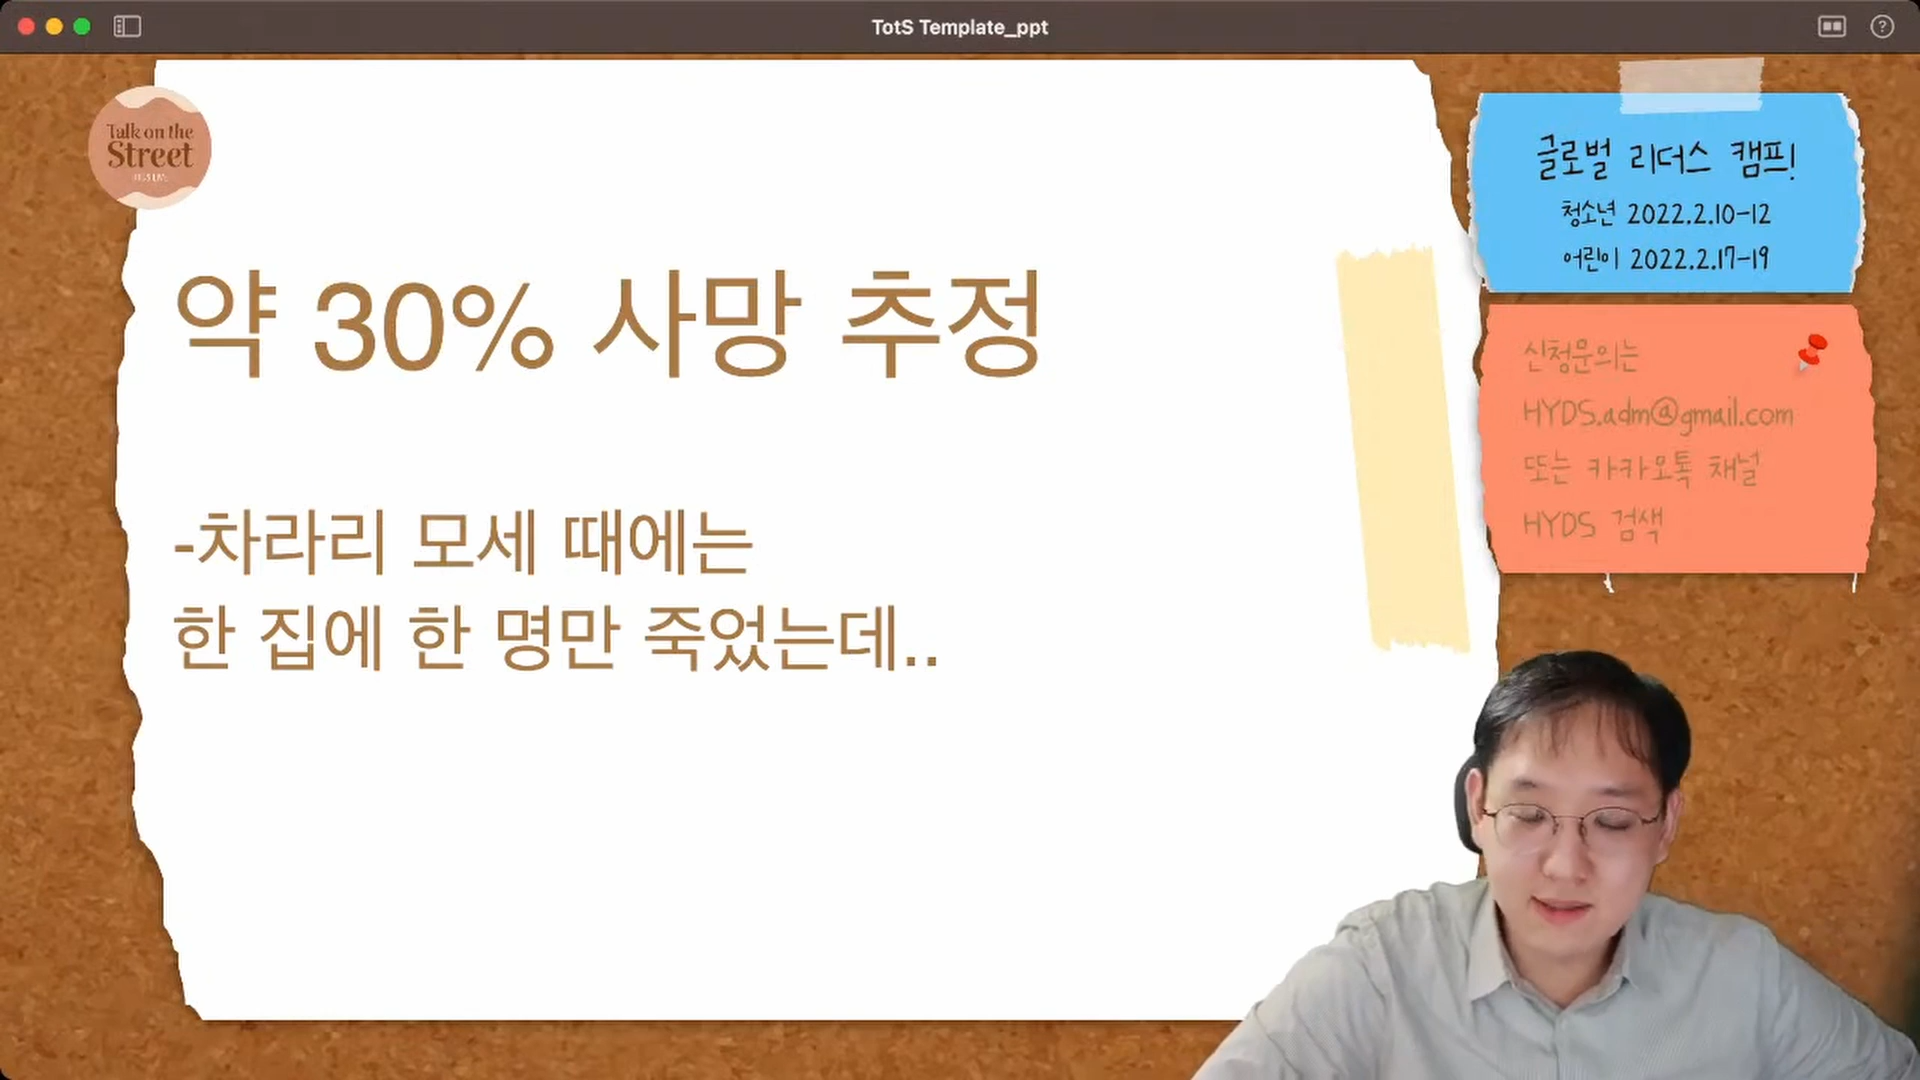 TotS Template_ppt
Talk on the
Street
약 30% 사망 추정
-차라리 모세 때에는
한 집에 한 명만 죽었는데..
글로벌 리더스 캠프!
청소년 2022.2.10-12
어린이 2022.2.17-19
신청문의는
HYDS.adm@gmail.com
또는 카카오톡 채널
HYDS 검색